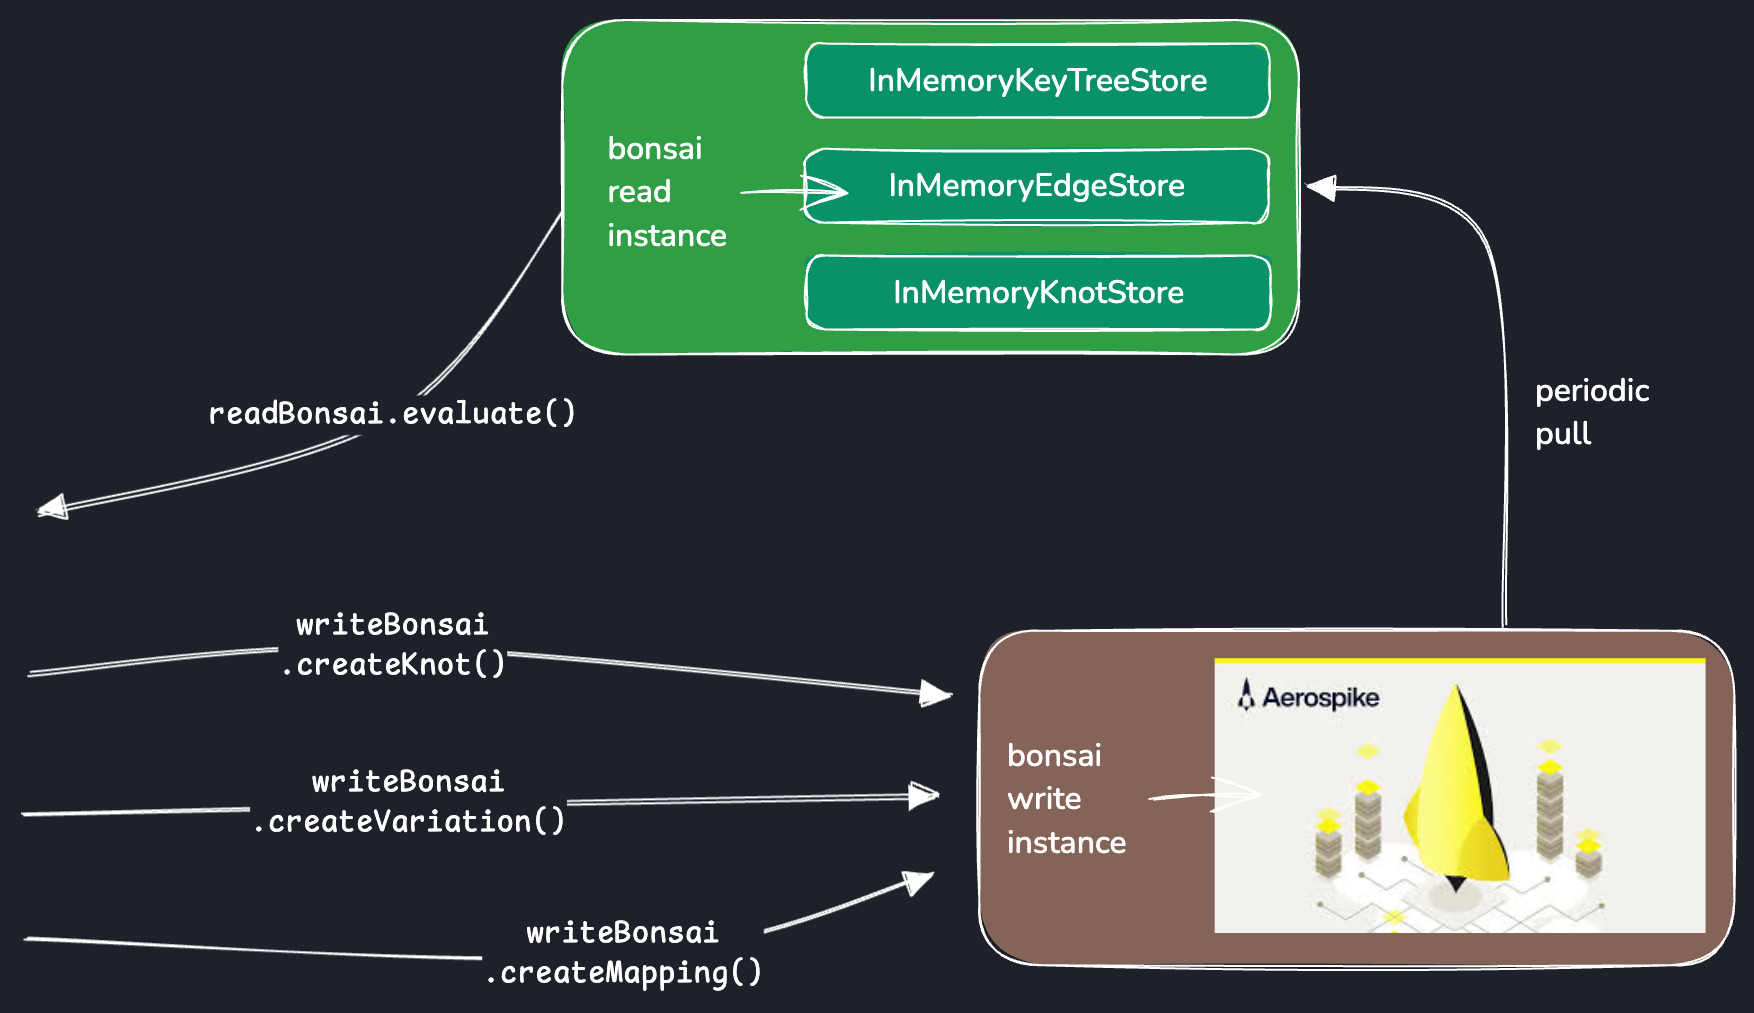 InMemoryKeyTreeStore
bonsai
read
instance
InMemoryEdgeStore
InMemoryKnotStore
readBonsai.evaluate()
periodic
pull
writeBonsai
.createKnot()
writeBonsai
.createVariation()
writeBonsai
.createMapping()
bonsai
write
instance
Aerospike